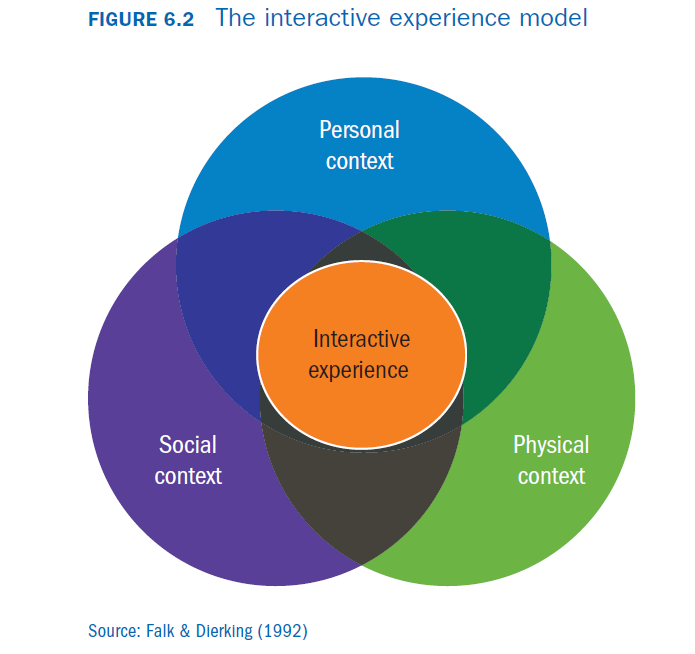 FIGURE 6.2 The interactive experience model
Personal
context
Interactive
experience
Social
context
Physical
context
Source: Falk & Dierking (1992)